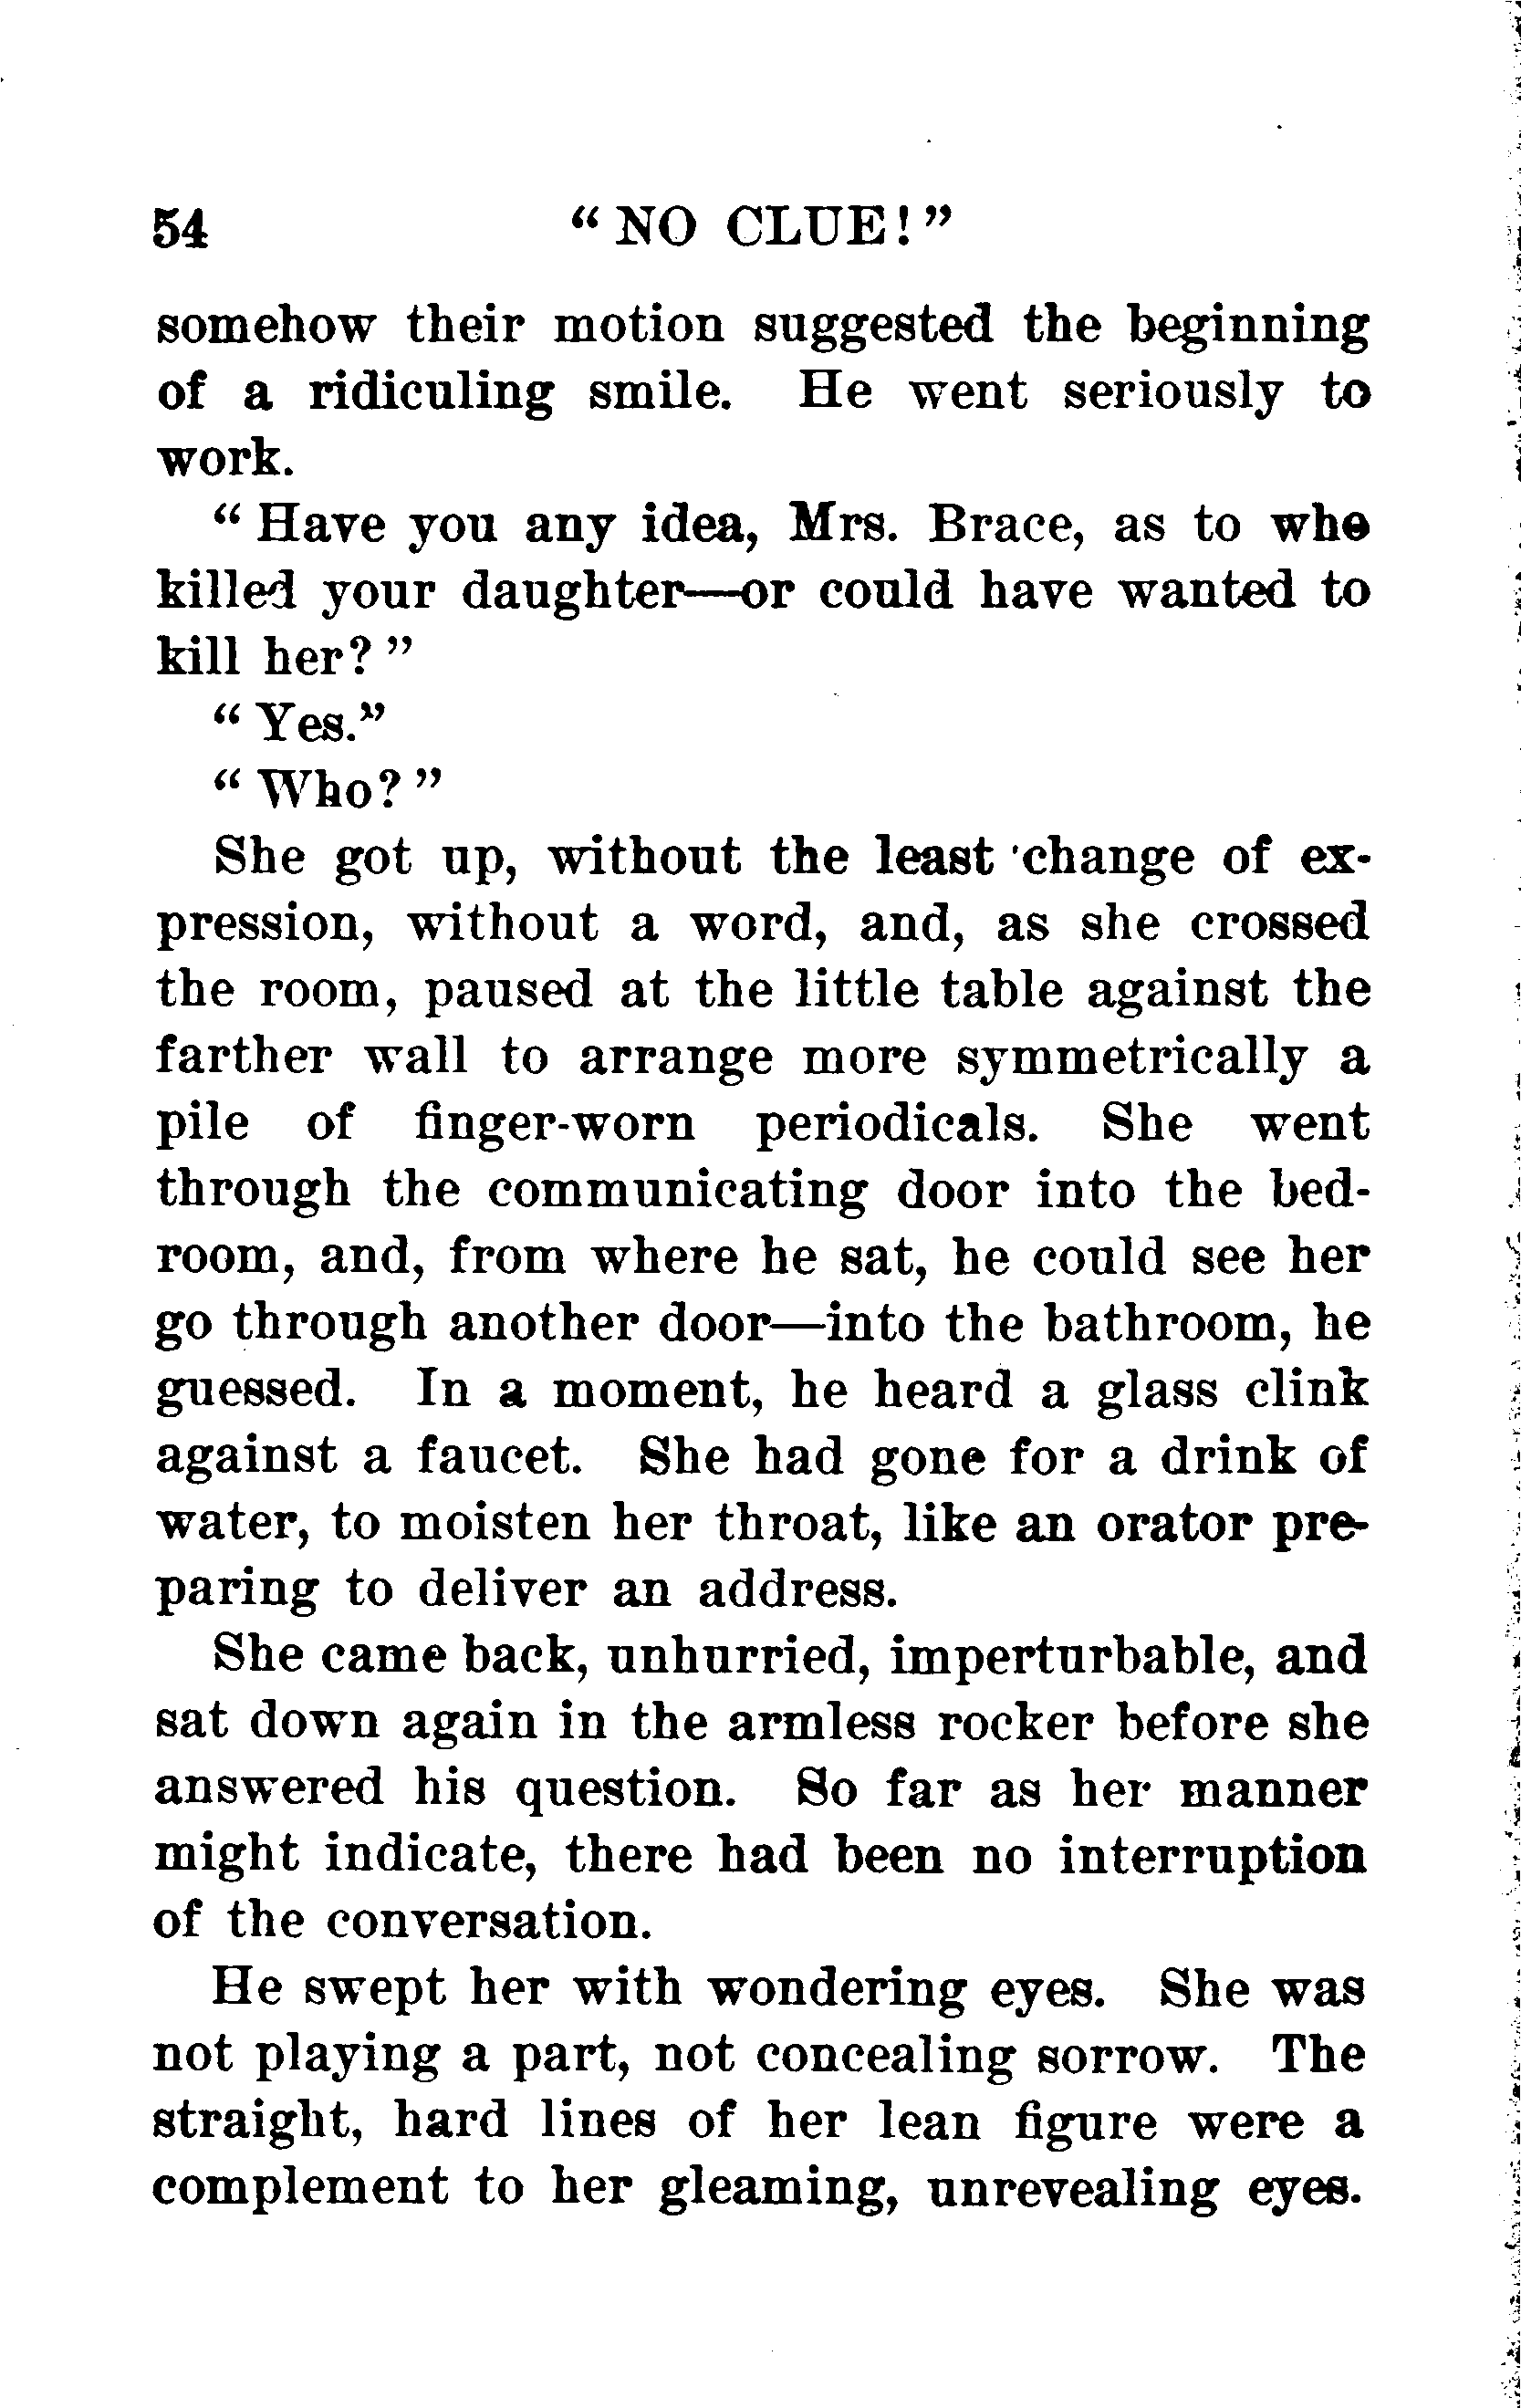 54 "NO CLUE!"
somehow their motion suggested the beginning
of a ridiculing smile. He went seriously to
work.
"Have you any idea, Mrs. Brace, as to who
killed your daughter—or could have wanted to
kill her?"
"Yes."
"Who?"
She got up, without the least change of ex-
pression, without a word, and, as she crossed
the room, paused at the little table against the
farther wall to arrange more symmetrically a
pile of finger-worn periodicals. She went
through the communicating door into the bed-
room, and, from where he sat, he could see her
go through another door—into the bathroom, he
guessed. In a moment, he heard a glass clink
against a faucet. She had gone for a drink of
water, to moisten her throat, like an orator pre-
paring to deliver an address.
She came back, unhurried, imperturbable, and
sat down again in the armless rocker before she
answered his question. So far as her manner
might indicate, there had been no interruption
of the conversation.
He swept her with wondering eyes. She was
not playing a part, not concealing sorrow. The
straight, hard lines of her lean figure were a
complement to her gleaming, unrevealing eyes.